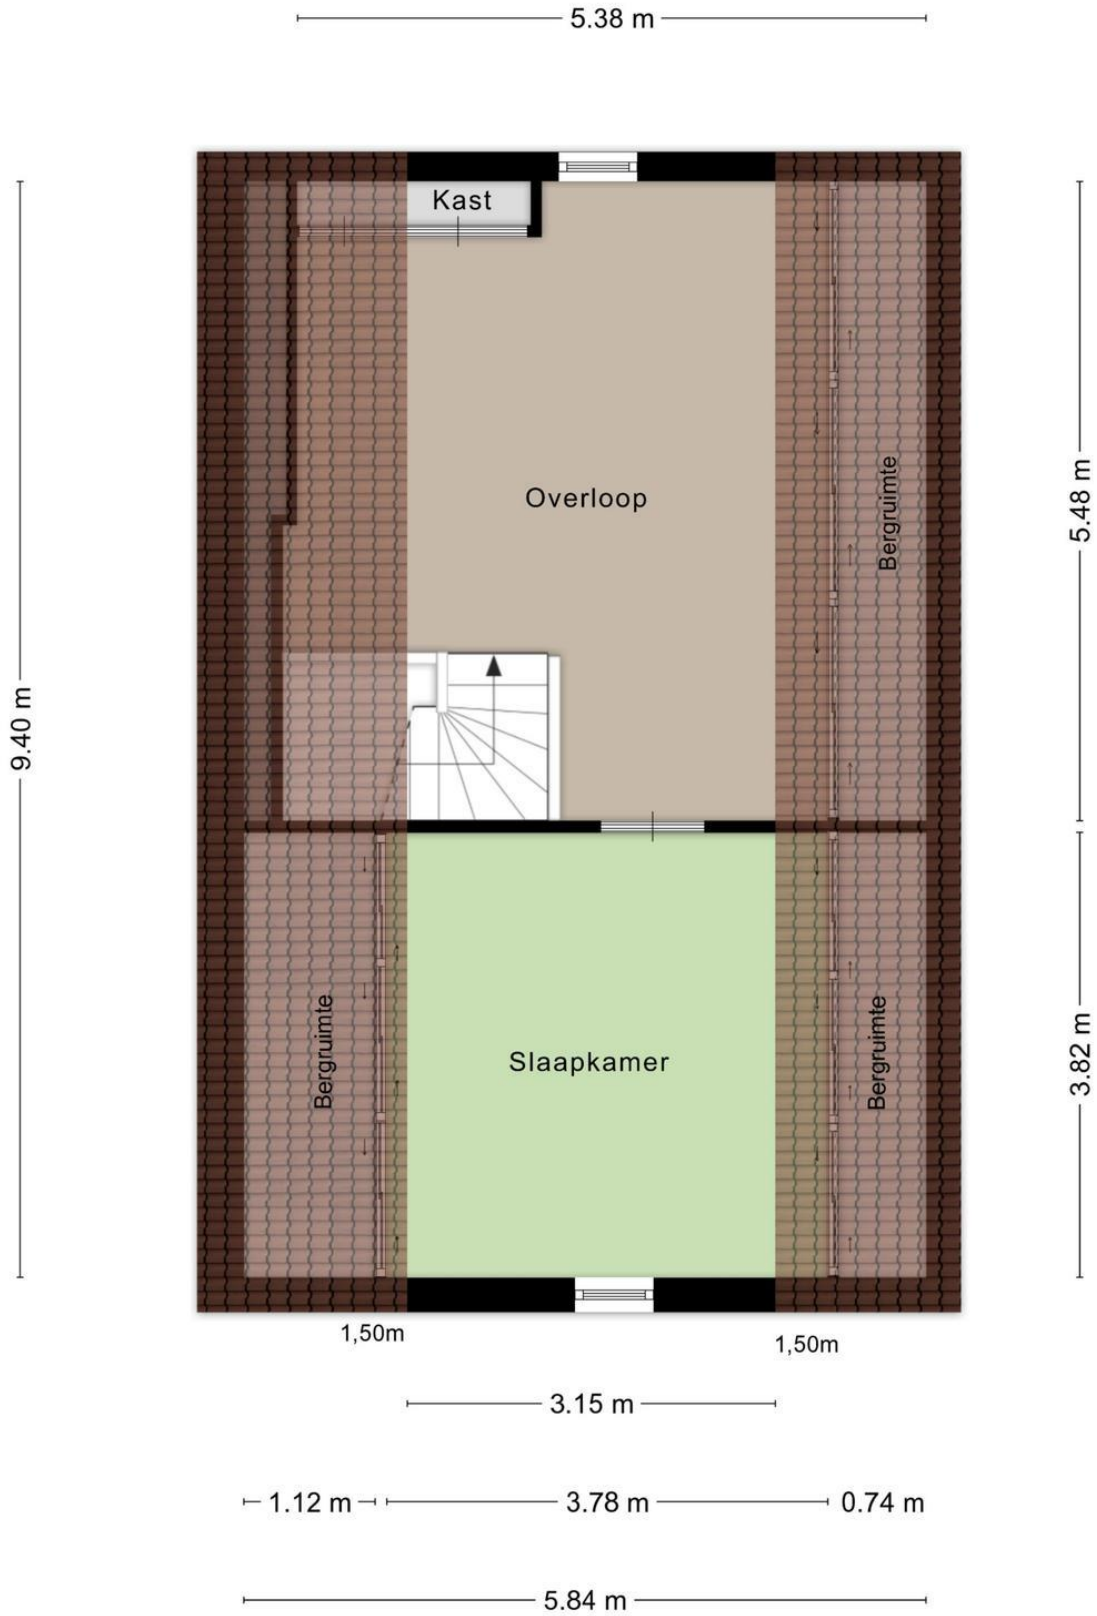 5.38 m
Kast
Overloop
Bergruimte
5.48 m
9.40 m
Slaapkamer
Bergruimte
Bergruimte
3.82 m
1,50m
1,50m
3.15 m
1.12 m
3.78 m
0.74 m
5.84 m